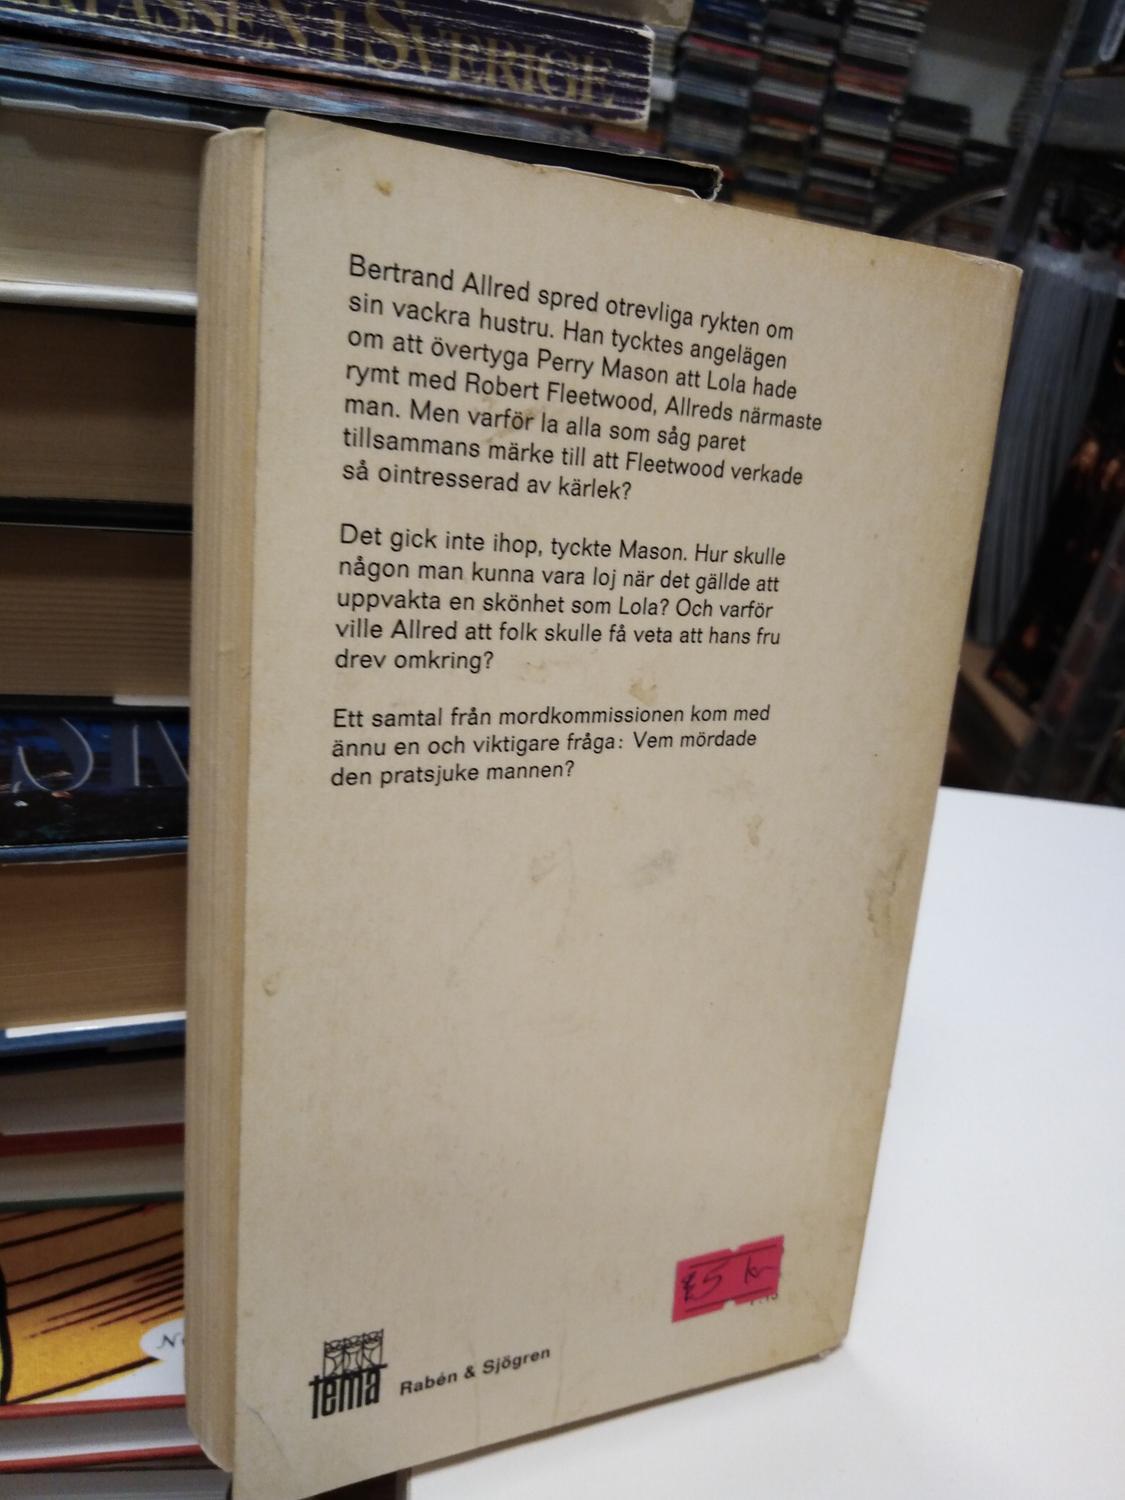 KLASSEN I SVERIGE
Bertrand Allred spred otrevliga rykten om
sin vackra hustru. Han tycktes angelägen
om att övertyga Perry Mason att Lola hade
rymt med Robert Fleetwood, Allreds närmaste
man. Men varför la alla som såg paret
tillsammans märke till att Fleetwood verkade
så ointresserad av kärlek?
Det gick inte ihop, tyckte Mason. Hur skulle
någon man kunna vara loj när det gällde att
uppvakta en skönhet som Lola? Och varför
ville Allred att folk skulle få veta att hans fru
drev omkring?
Ett samtal från mordkommissionen kom med
ännu en och viktigare fråga: Vem mördade
den pratsjuke mannen?
5 kr
tema
Rabén & Sjögren